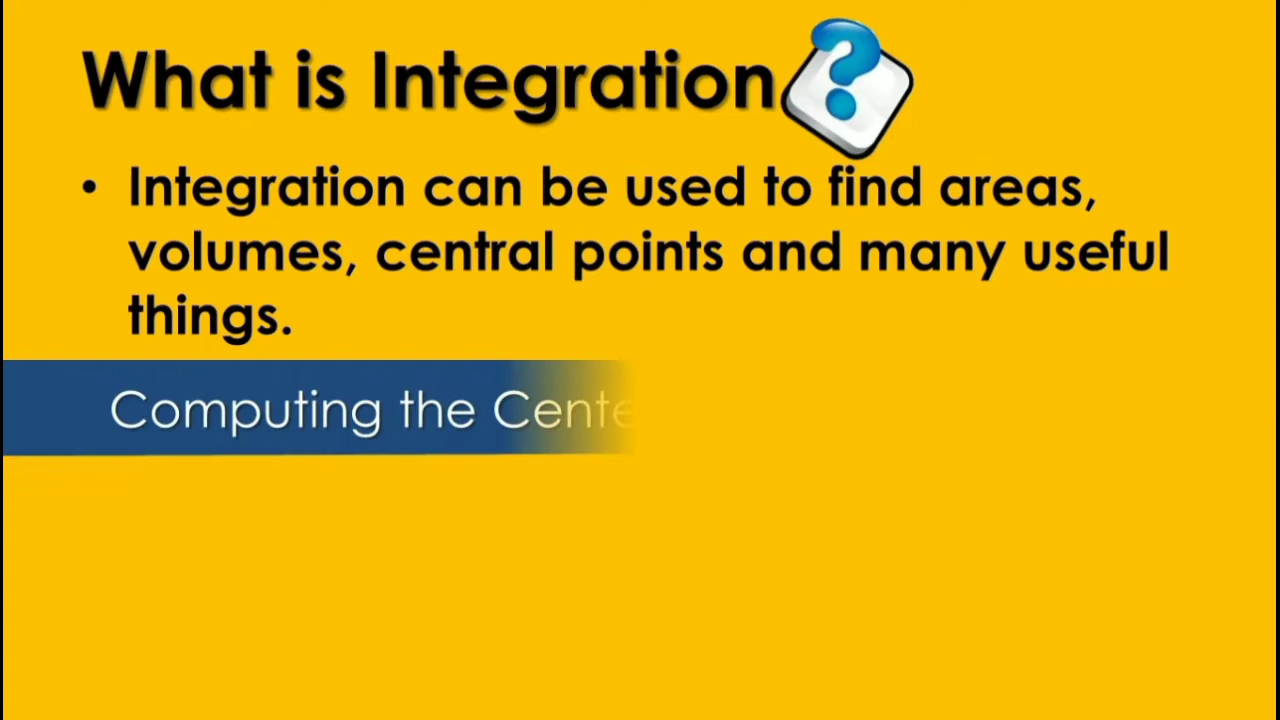 What is Integration?
• Integration can be used to find areas,
volumes, central points and many useful
things.
Computing the Cente